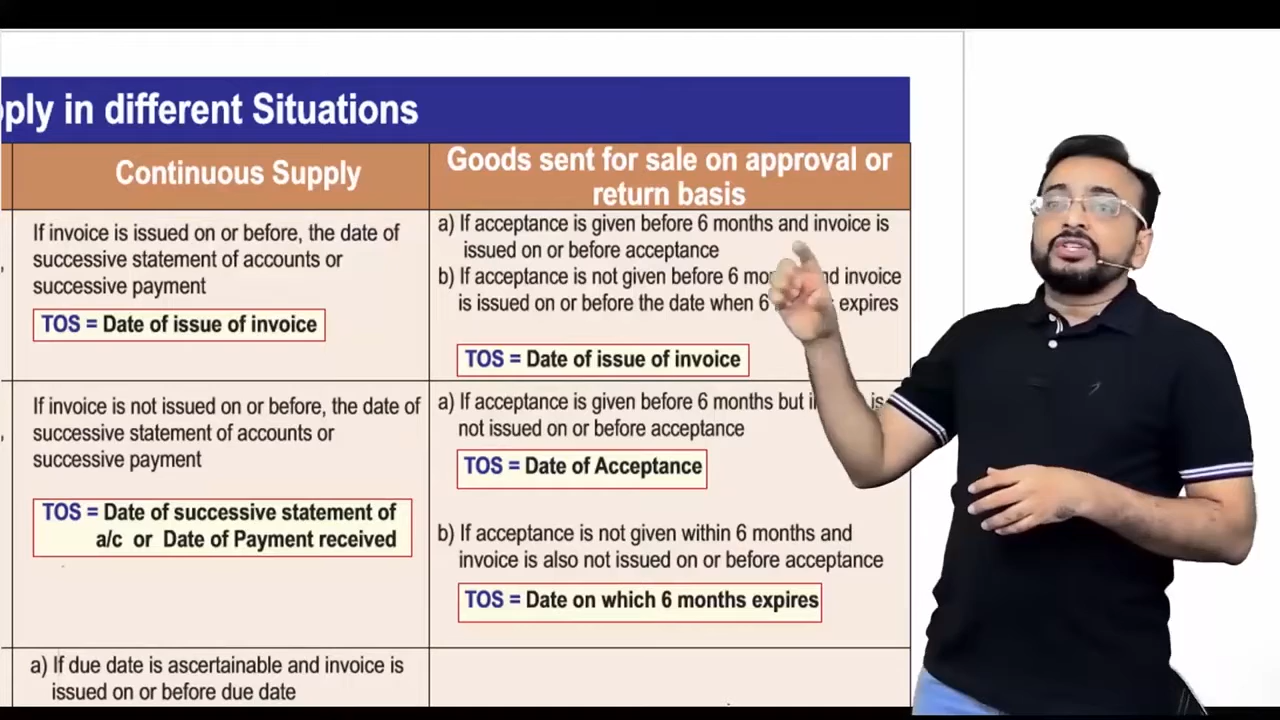 ply in different Situations
Continuous Supply
Goods sent for sale on approval or
return basis
If invoice is issued on or before, the date of
successive statement of accounts or
successive payment
TOS = Date of issue of invoice
a) If acceptance is given before 6 months and invoice is
issued on or before acceptance
b) If acceptance is not given before 6 invoice
is issued on or before the date when 6 expires
TOS = Date of issue of invoice
If invoice is not issued on or before, the date of
successive statement of accounts or
successive payment
TOS = Date of successive statement of
a/c or Date of Payment received
a) If acceptance is given before 6 months but is
not issued on or before acceptance
TOS = Date of Acceptance
b) If acceptance is not given within 6 months and
invoice is also not issued on or before acceptance
TOS = Date on which 6 months expires
a) If due date is ascertainable and invoice is
issued on or before due date